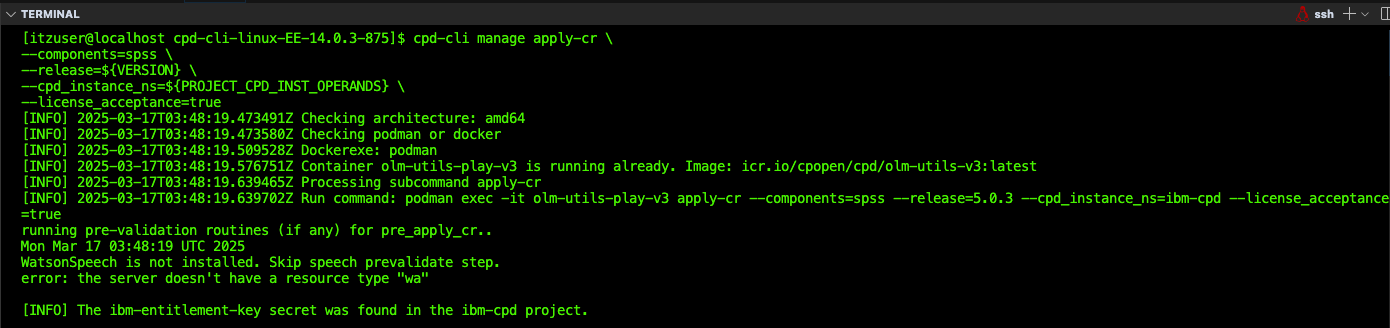 TERMINAL
ssh
[itzuser@localhost cpd-cli-linux-EE-14.0.3-875]$ cpd-cli manage apply-cr \
--components=spss \
--release=${VERSION} \
--cpd_instance_ns=${PROJECT_CPD_INST_OPERANDS} \
--license_acceptance=true
[INFO] 2025-03-17T03:48:19.473491Z Checking architecture: amd64
[INFO] 2025-03-17T03:48:19.473580Z Checking podman or docker
[INFO] 2025-03-17T03:48:19.509528Z Dockerexe: podman
[INFO] 2025-03-17T03:48:19.576751Z Container olm-utils-play-v3 is running already. Image: icr.io/cpopen/cpd/olm-utils-v3:latest
[INFO] 2025-03-17T03:48:19.639465Z Processing subcommand apply-cr
[INFO] 2025-03-17T03:48:19.639702Z Run command: podman exec -it olm-utils-play-v3 apply-cr --components=spss --release=5.0.3 --cpd_instance_ns=ibm-cpd --license_acceptance
=true
running pre-validation routines (if any) for pre_apply_cr..
Mon Mar 17 03:48:19 UTC 2025
WatsonSpeech is not installed. Skip speech prevalidate step.
error: the server doesn't have a resource type "wa"
[INFO] The ibm-entitlement-key secret was found in the ibm-cpd project.